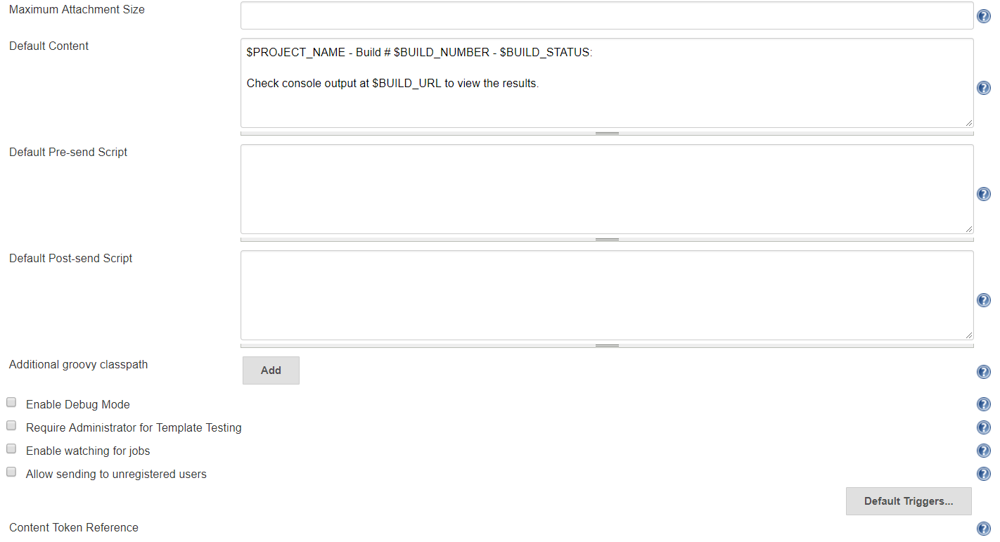 Maximum Attachment Size
Default Content
$PROJECT_NAME - Build # $BUILD_NUMBER - $BUILD_STATUS:
Check console output at $BUILD_URL to view the results.
Default Pre-send Script
Default Post-send Script
Additional groovy classpath
Add
Enable Debug Mode
Require Administrator for Template Testing
Enable watching for jobs
Allow sending to unregistered users
Default Triggers...
Content Token Reference